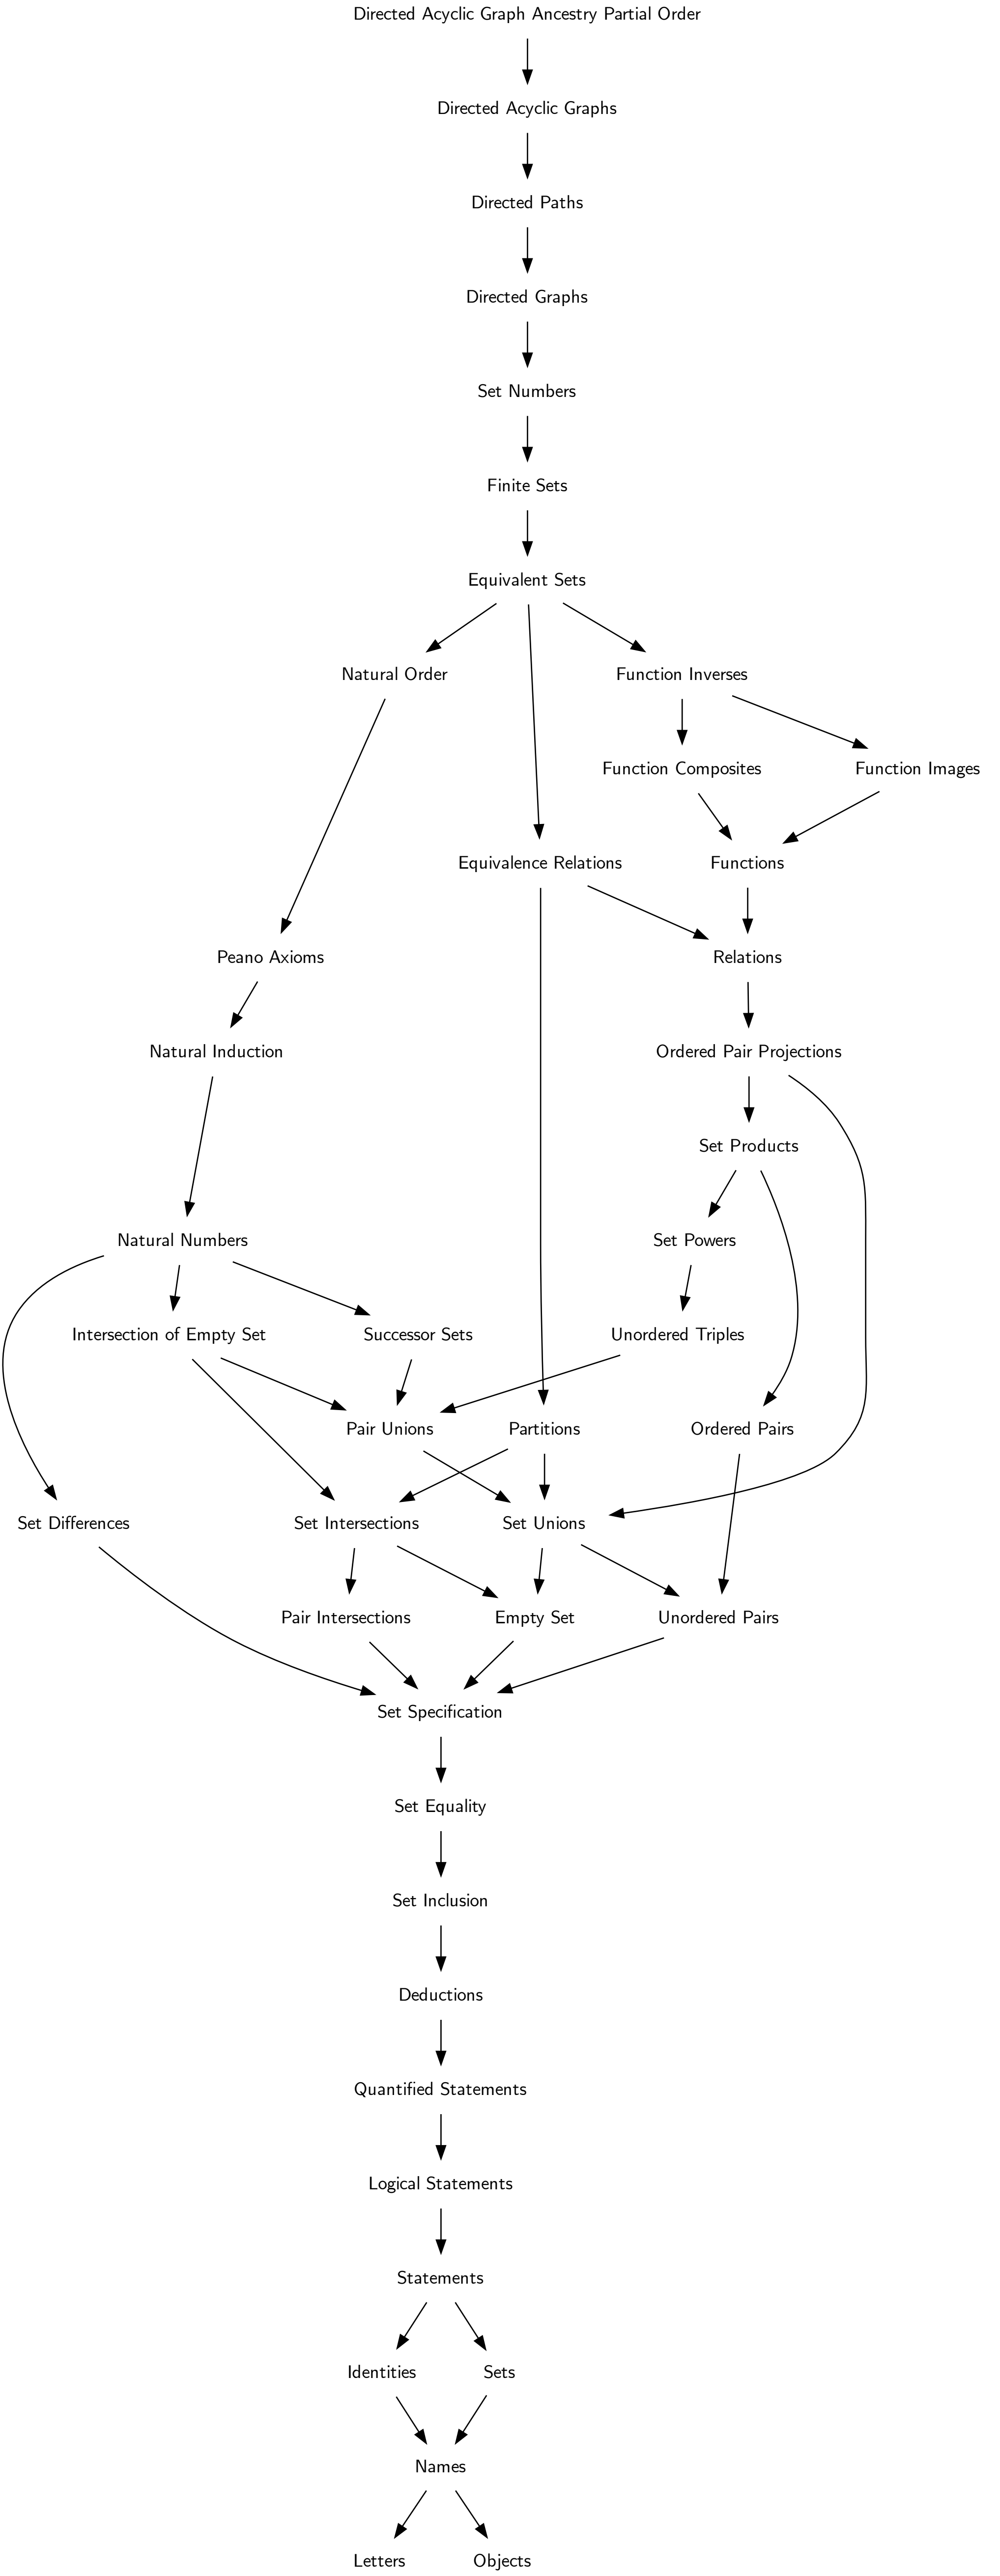 Directed Acyclic Graph Ancestry Partial Order
Directed Acyclic Graphs
Directed Paths
Directed Graphs
Set Numbers
Finite Sets
Equivalent Sets
Natural Order
Function Inverses
Function Composites
Function Images
Equivalence Relations
Functions
Peano Axioms
Relations
Natural Induction
Ordered Pair Projections
Set Products
Natural Numbers
Set Powers
Intersection of Empty Set
Successor Sets
Unordered Triples
Pair Unions
Partitions
Ordered Pairs
Set Differences
Set Intersections
Set Unions
Pair Intersections
Empty Set
Unordered Pairs
Set Specification
Set Equality
Set Inclusion
Deductions
Quantified Statements
Logical Statements
Statements
Identities
Sets
Names
Letters
Objects